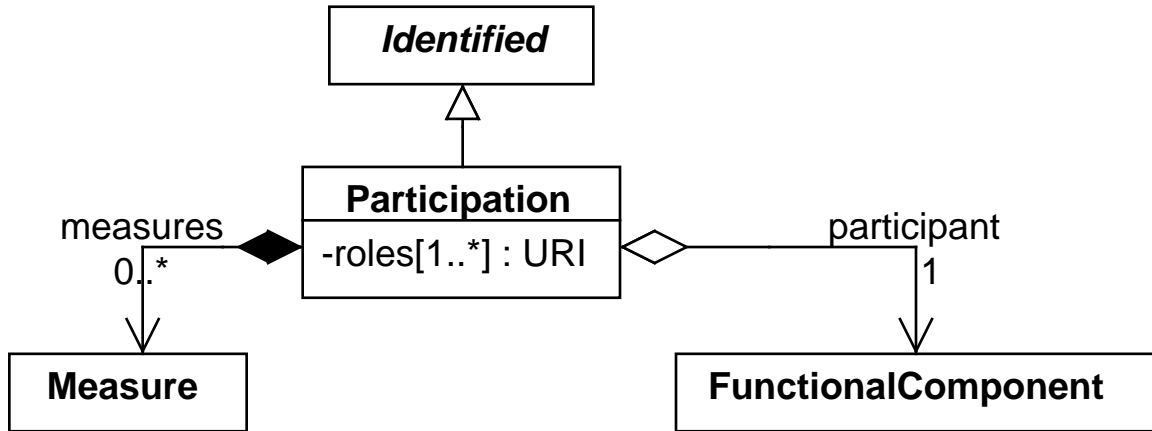 Identified
Participation
-roles[1..*] : URI
measures
0..*
participant
1
Measure
FunctionalComponent